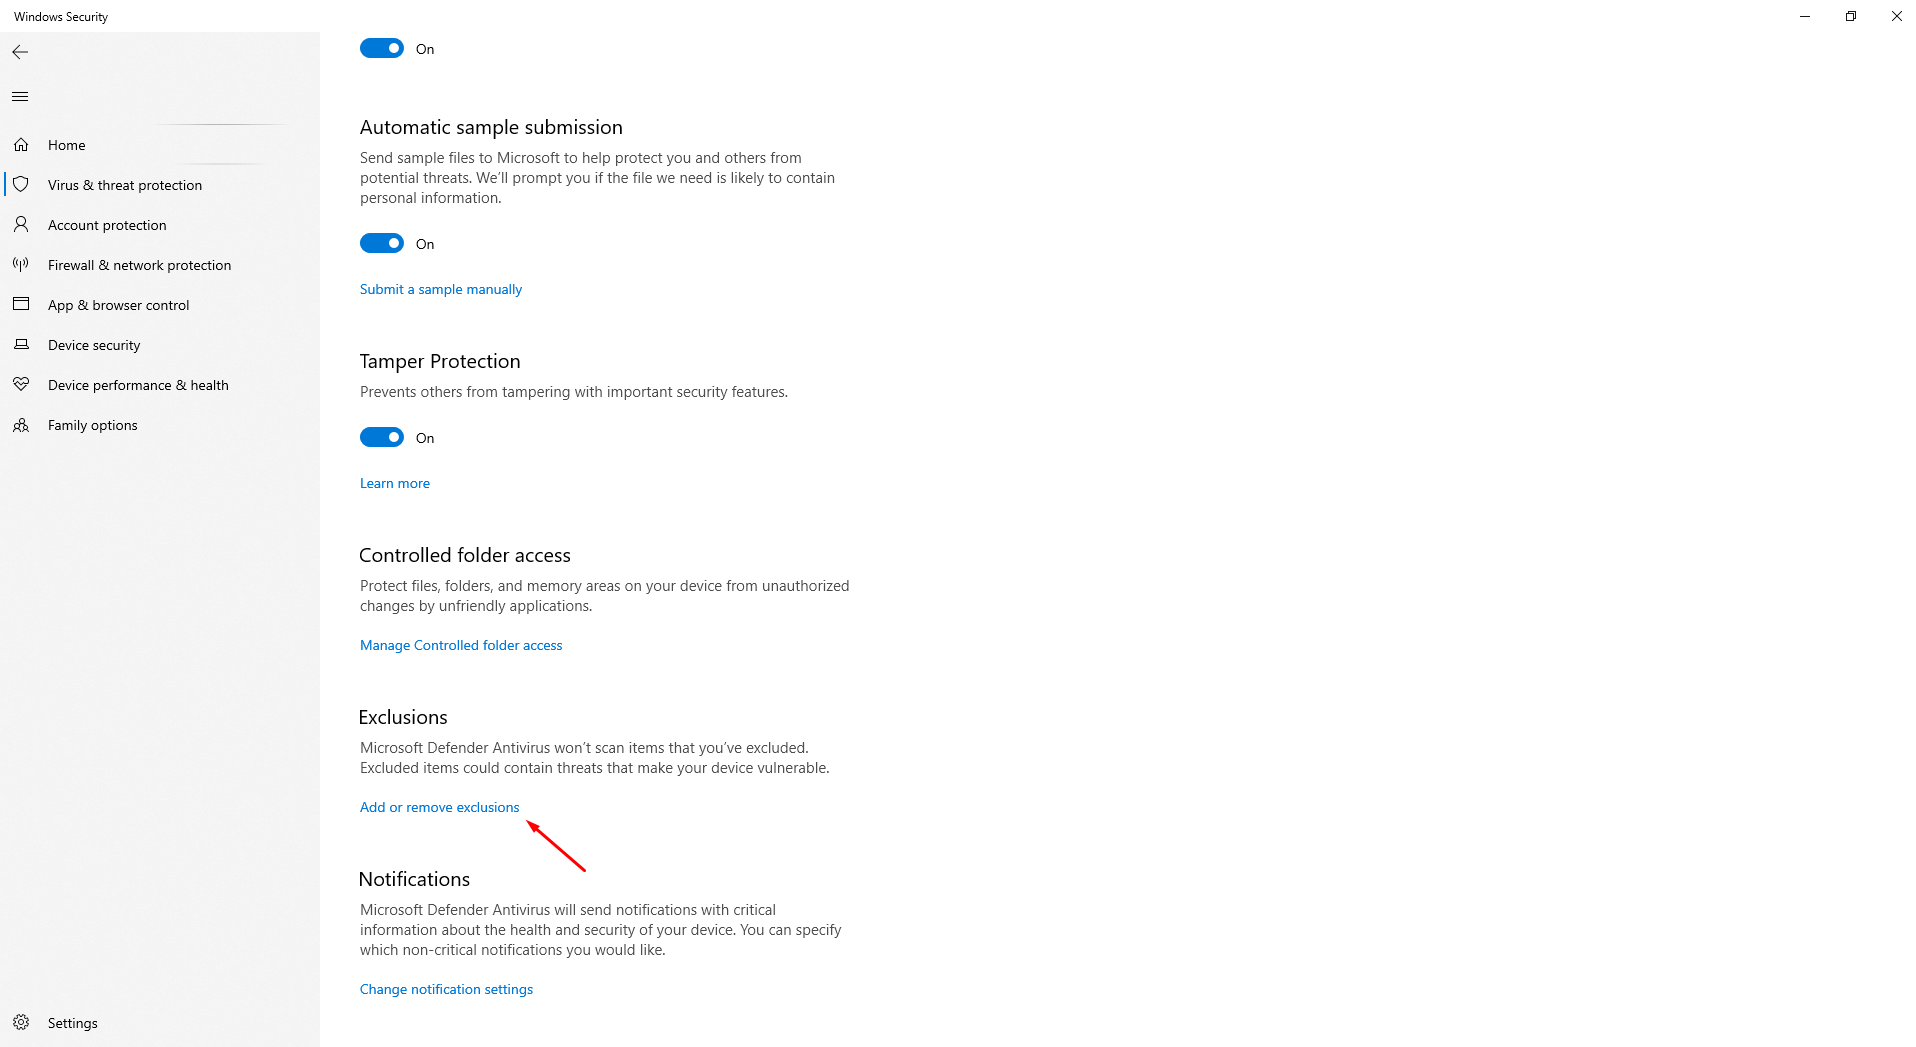 Windows Security
Home
Virus & threat protection
Account protection
Firewall & network protection
App & browser control
Device security
Device performance & health
Family options
Settings
On
Automatic sample submission
Send sample files to Microsoft to help protect you and others from
potential threats. We’ll prompt you if the file we need is likely to contain
personal information.
On
Submit a sample manually
Tamper Protection
Prevents others from tampering with important security features.
On
Learn more
Controlled folder access
Protect files, folders, and memory areas on your device from unauthorized
changes by unfriendly applications.
Manage Controlled folder access
Exclusions
Microsoft Defender Antivirus won’t scan items that you’ve excluded.
Excluded items could contain threats that make your device vulnerable.
Add or remove exclusions
Notifications
Microsoft Defender Antivirus will send notifications with critical
information about the health and security of your device. You can specify
which non-critical notifications you would like.
Change notification settings